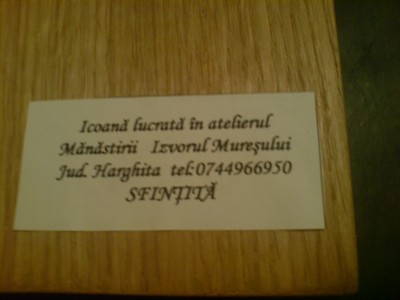 Icoană lucrată în atelierul
Mănăstirii Izvorul Mureşului
Jud. Harghita tel:0744966950
SFINŢITĂ